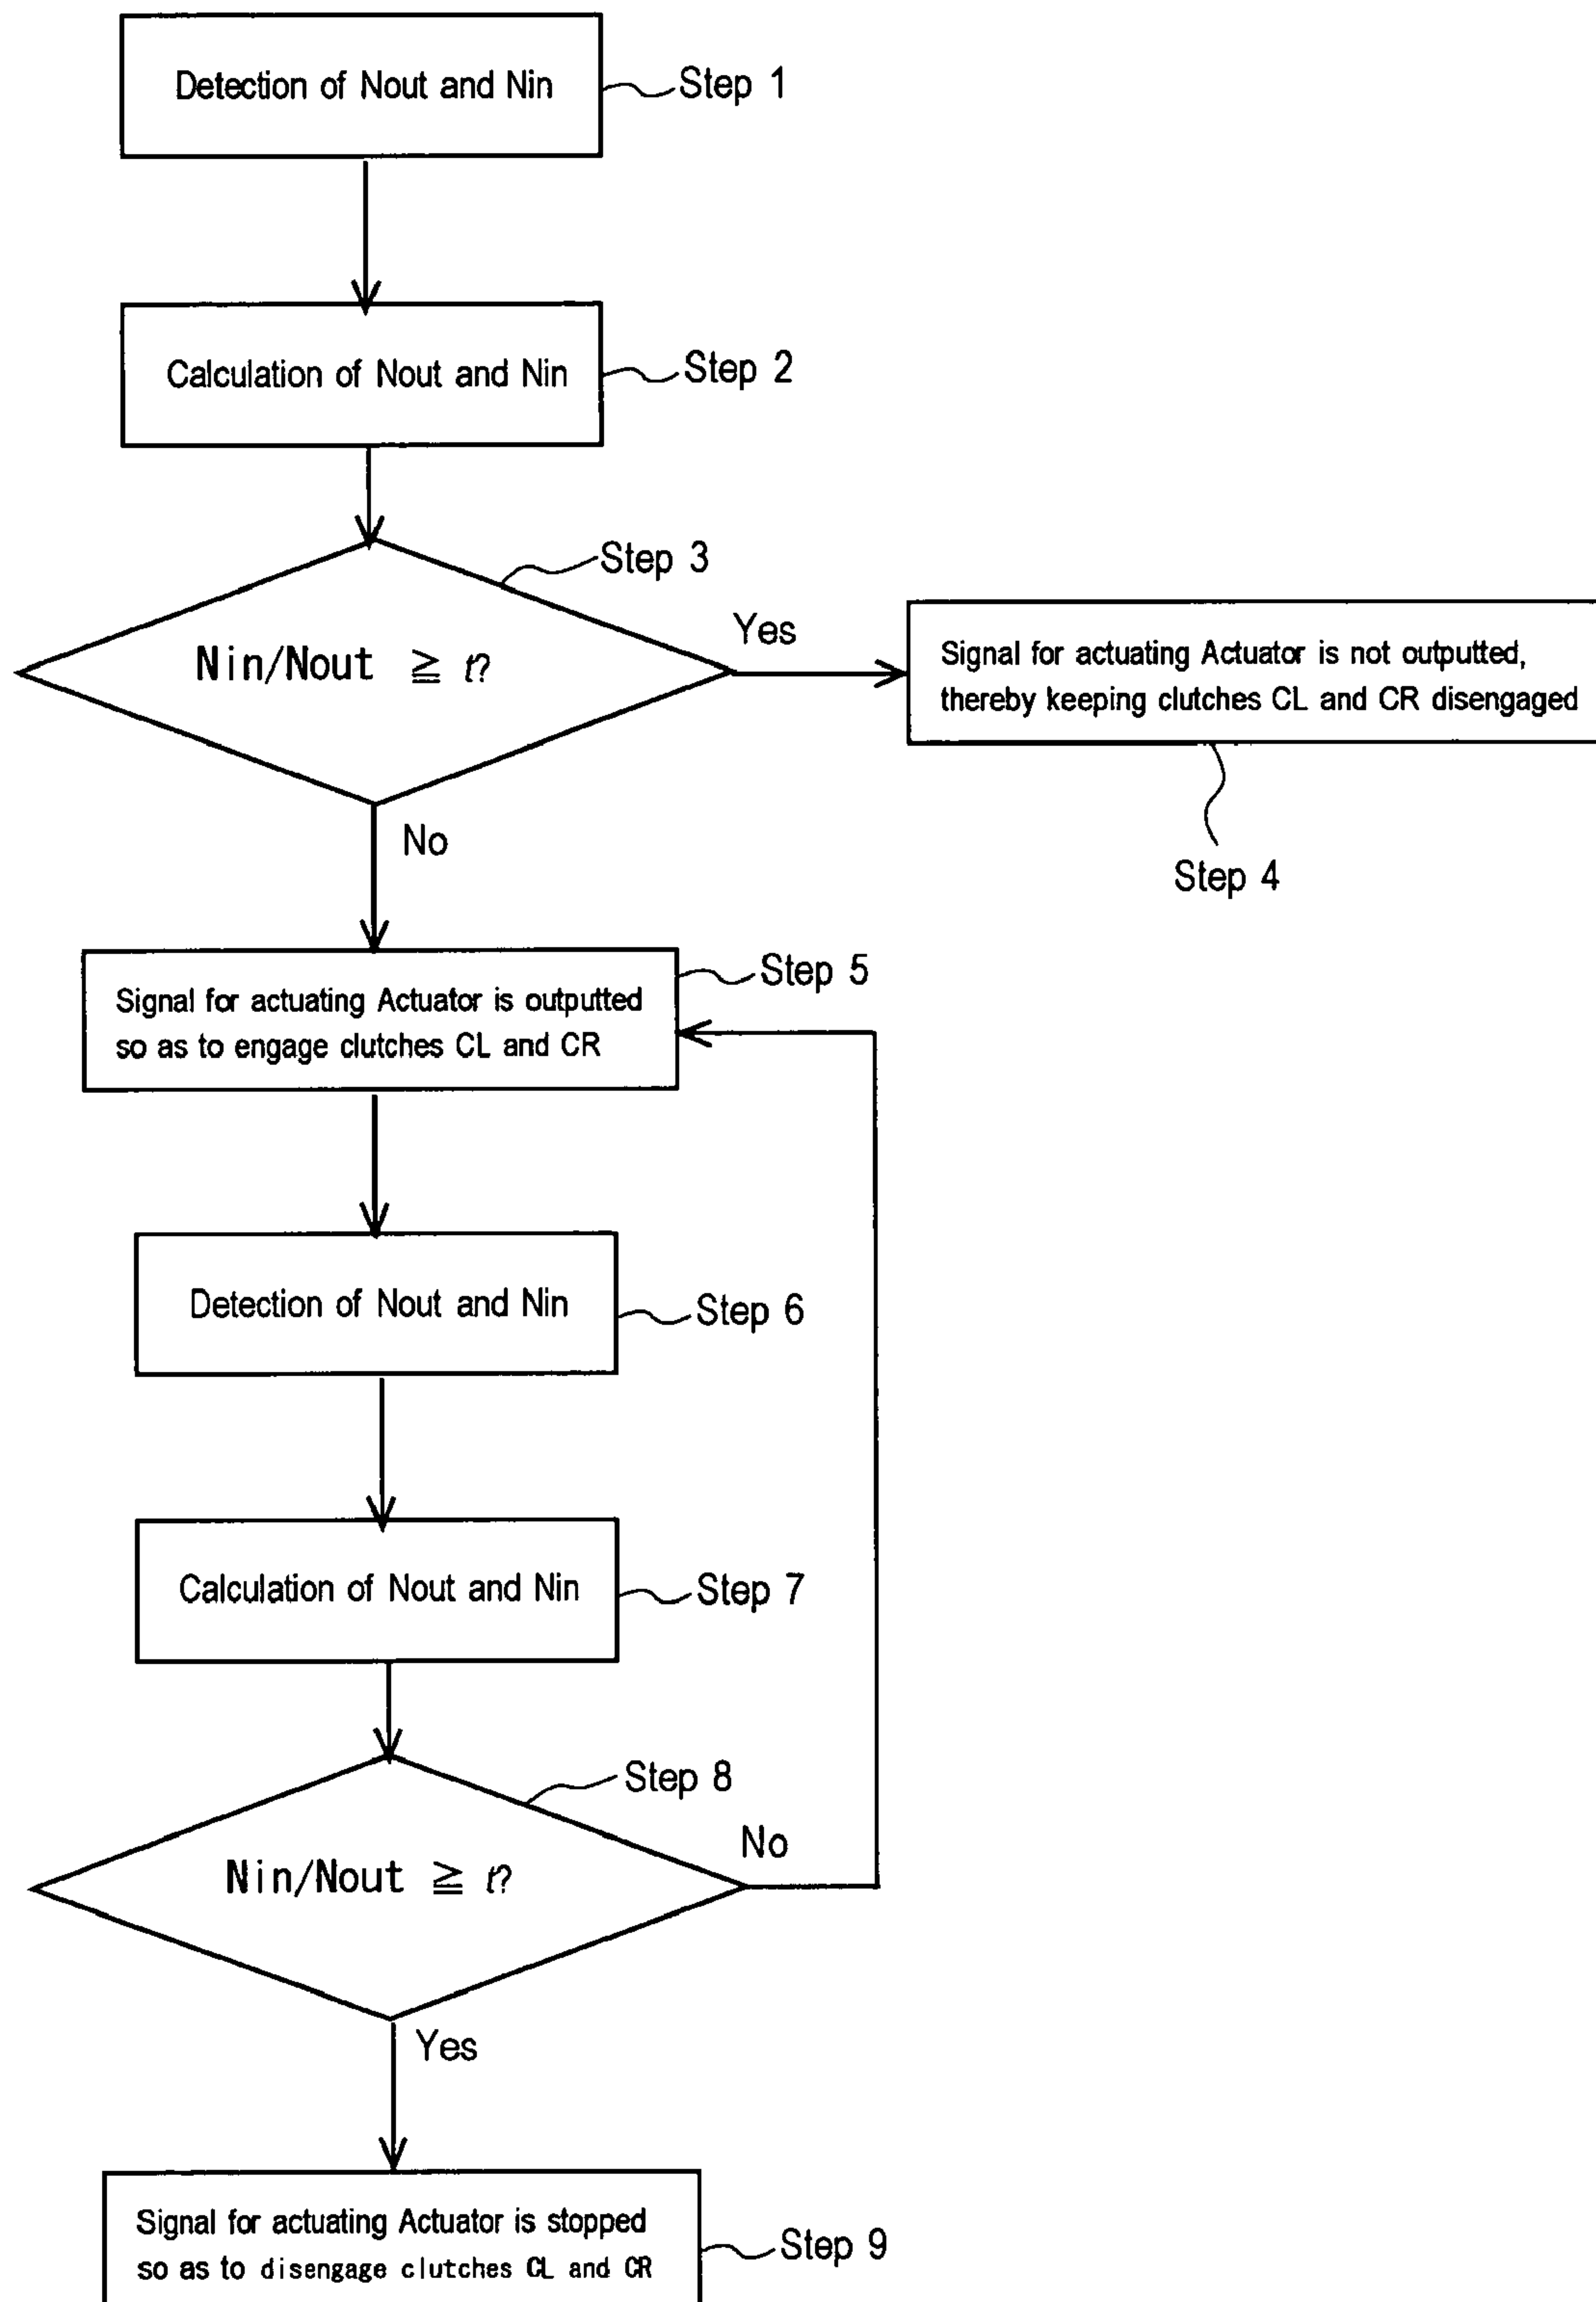 Detection of Nout and Nin
Step 1
Calculation of Nout and Nin
Step 2
Step 3
Nin/Nout ≧ t?
Yes
Signal for actuating Actuator is not outputted,
thereby keeping clutches CL and CR disengaged
Step 4
No
Step 5
Signal for actuating Actuator is outputted
so as to engage clutches CL and CR
Detection of Nout and Nin
Step 6
Calculation of Nout and Nin
Step 7
Step 8
Nin/Nout ≧ t?
No
Yes
Signal for actuating Actuator is stopped
so as to disengage clutches CL and CR
Step 9